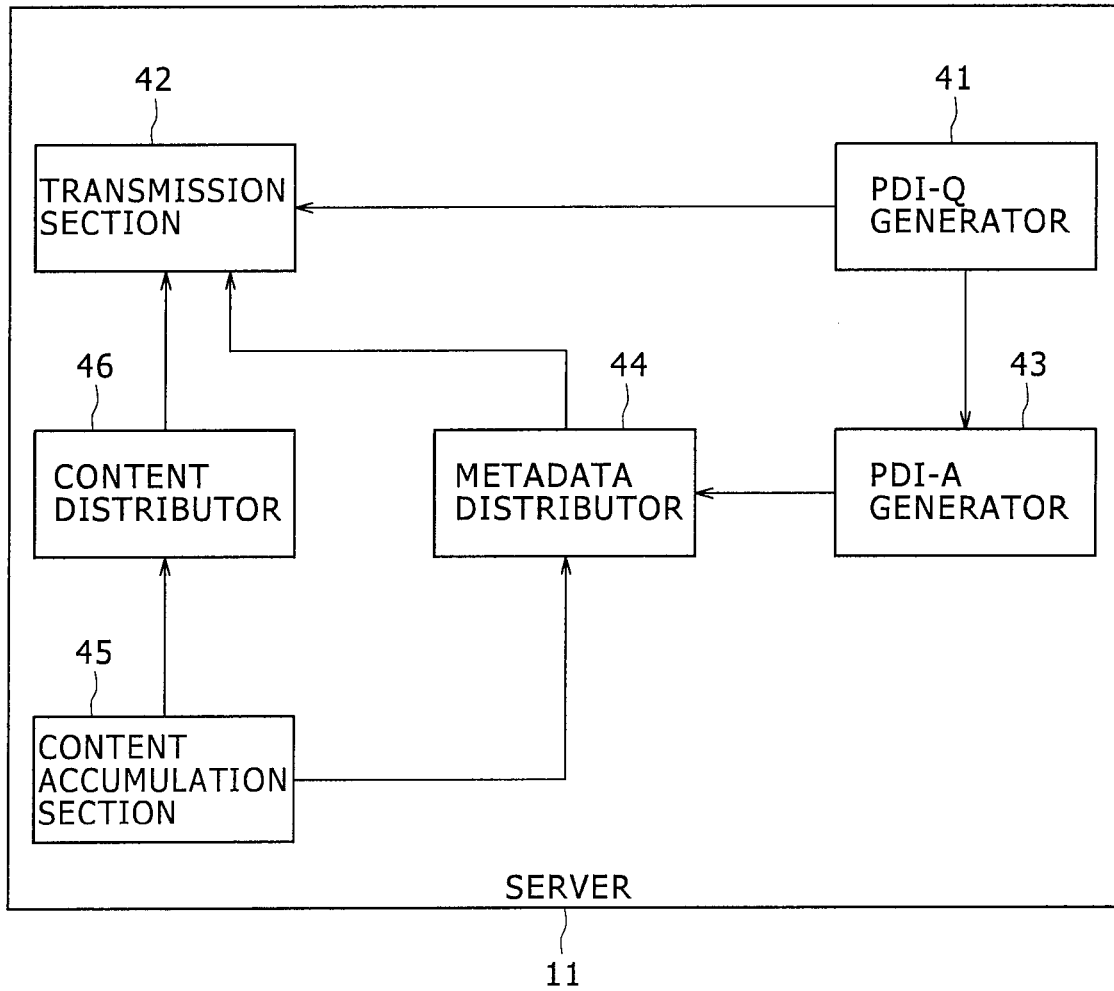 42
41
TRANSMISSION
SECTION
PDI-Q
GENERATOR
46
44
43
CONTENT
DISTRIBUTOR
METADATA
DISTRIBUTOR
PDI-A
GENERATOR
45
CONTENT
ACCUMULATION
SECTION
SERVER
11